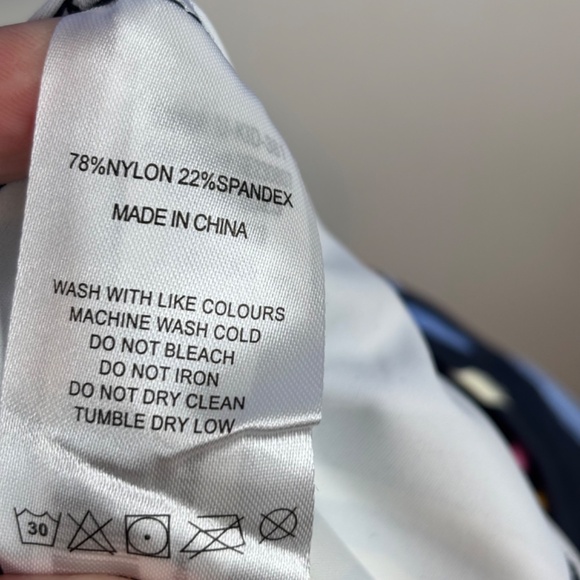 78%NYLON 22%SPANDEX
MADE IN CHINA
WASH WITH LIKE COLOURS
MACHINE WASH COLD
DO NOT BLEACH
DO NOT IRON
DO NOT DRY CLEAN
TUMBLE DRY LOW
30